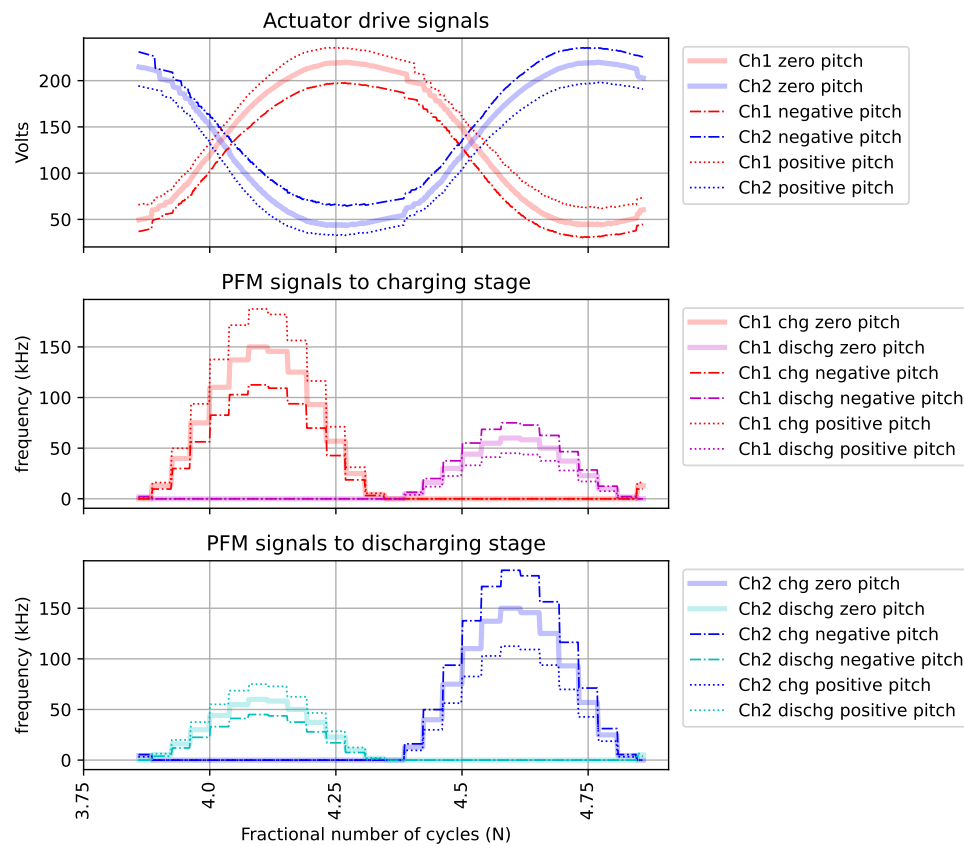 Actuator drive signals
Volts
200
150
100
50
Ch1 zero pitch
Ch2 zero pitch
Ch1 negative pitch
Ch2 negative pitch
Ch1 positive pitch
Ch2 positive pitch
PFM signals to charging stage
frequency (kHz)
150
100
50
0
Ch1 chg zero pitch
Ch1 dischg zero pitch
Ch1 chg negative pitch
Ch1 dischg negative pitch
Ch1 chg positive pitch
Ch1 dischg positive pitch
PFM signals to discharging stage
frequency (kHz)
150
100
50
0
Ch2 chg zero pitch
Ch2 dischg zero pitch
Ch2 chg negative pitch
Ch2 dischg negative pitch
Ch2 chg positive pitch
Ch2 dischg positive pitch
3.75
4.0
4.25
4.5
4.75
Fractional number of cycles (N)